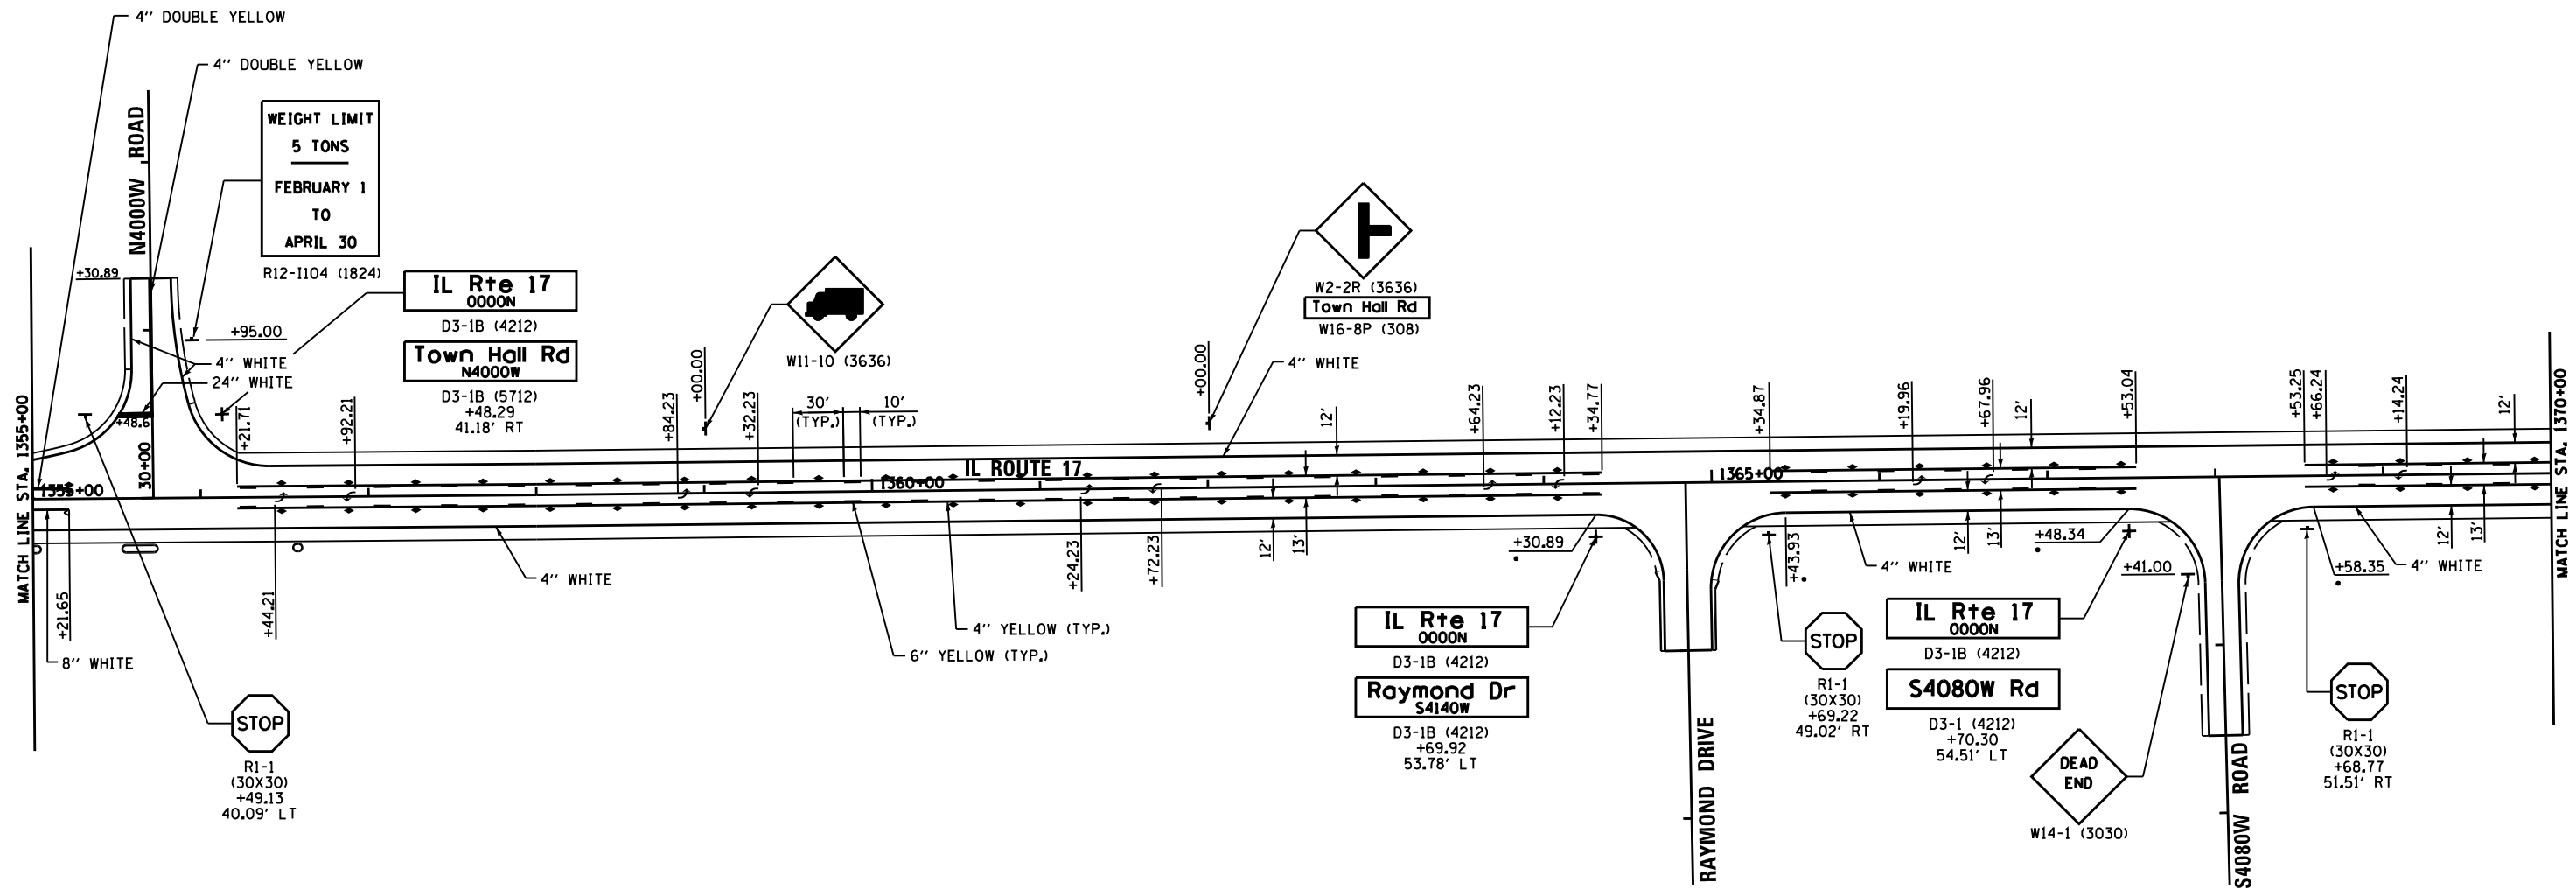 4'' DOUBLE YELLOW
4'' DOUBLE YELLOW
N4000W ROAD
WEIGHT LIMIT
5 TONS
FEBRUARY 1
TO
APRIL 30
R12-I104 (1824)
+30.89
+95.00
4'' WHITE
24'' WHITE
+48.6
30+00
IL Rte 17
0000N
D3-1B (4212)
Town Hall Rd
N4000W
D3-1B (5712)
+48.29
41.18' RT
W11-10 (3636)
W2-2R (3636)
Town Hall Rd
W16-8P (308)
4'' WHITE
MATCH LINE STA. 1355+00
1355+00
+21.71
+92.21
+84.23
+00.00
+32.23
30'
(TYP.)
10'
(TYP.)
+00.00
12'
+64.23
+12.23
+34.77
+34.87
+19.96
+67.96
12'
+53.04
+53.25
+66.24
+14.24
12'
MATCH LINE STA. 1370+00
IL ROUTE 17
1360+00
1365+00
+21.65
8'' WHITE
+44.21
4'' WHITE
4'' YELLOW (TYP.)
6'' YELLOW (TYP.)
+24.23
+72.23
12'
13'
+30.89
+43.93
4'' WHITE
12'
13'
+48.34
+41.00
+58.35
4'' WHITE
12'
13'
STOP
R1-1
(30X30)
+49.13
40.09' LT
IL Rte 17
0000N
D3-1B (4212)
Raymond Dr
S4140W
D3-1B (4212)
+69.92
53.78' LT
RAYMOND DRIVE
STOP
R1-1
(30X30)
+69.22
49.02' RT
IL Rte 17
0000N
D3-1B (4212)
S4080W Rd
D3-1 (4212)
+70.30
54.51' LT
DEAD
END
W14-1 (3030)
S4080W ROAD
STOP
R1-1
(30X30)
+68.77
51.51' RT